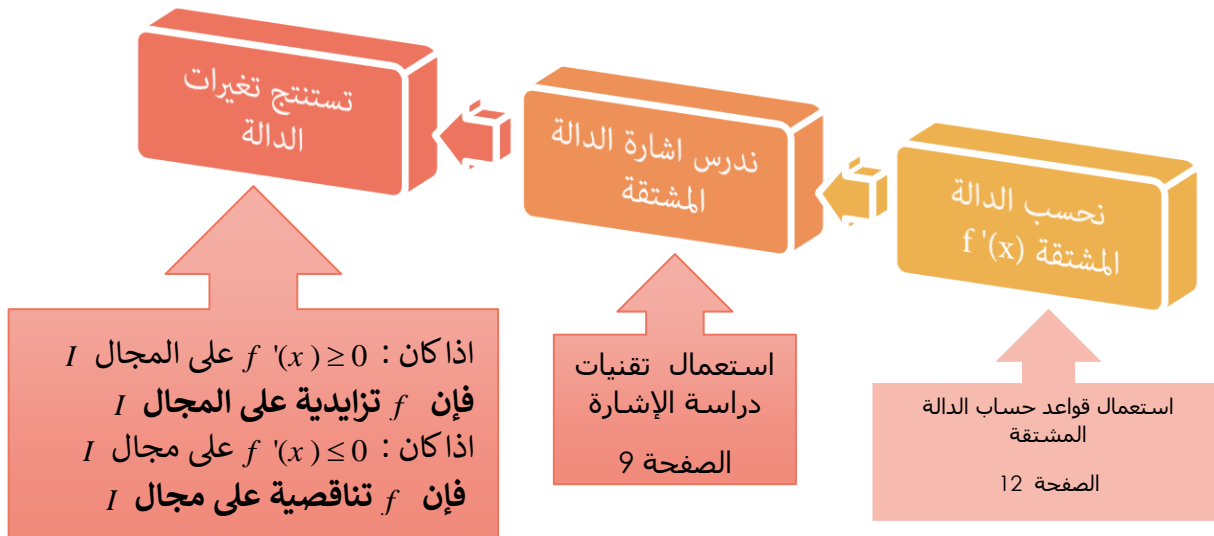 نحسب الدالة
المشتقة f '(x)
ندرس اشارة الدالة
المشتقة
تستنتج تغيرات
الدالة
استعمال قواعد حساب الدالة
المشتقة
الصفحة 12
استعمال تقنيات
دراسة الإشارة
الصفحة 9
اذا كان : f '(x) ≥ 0 على المجال I
فإن f تزايدية على المجال I
اذا كان : f '(x) ≤ 0 على مجال I
فإن f تناقصية على مجال I